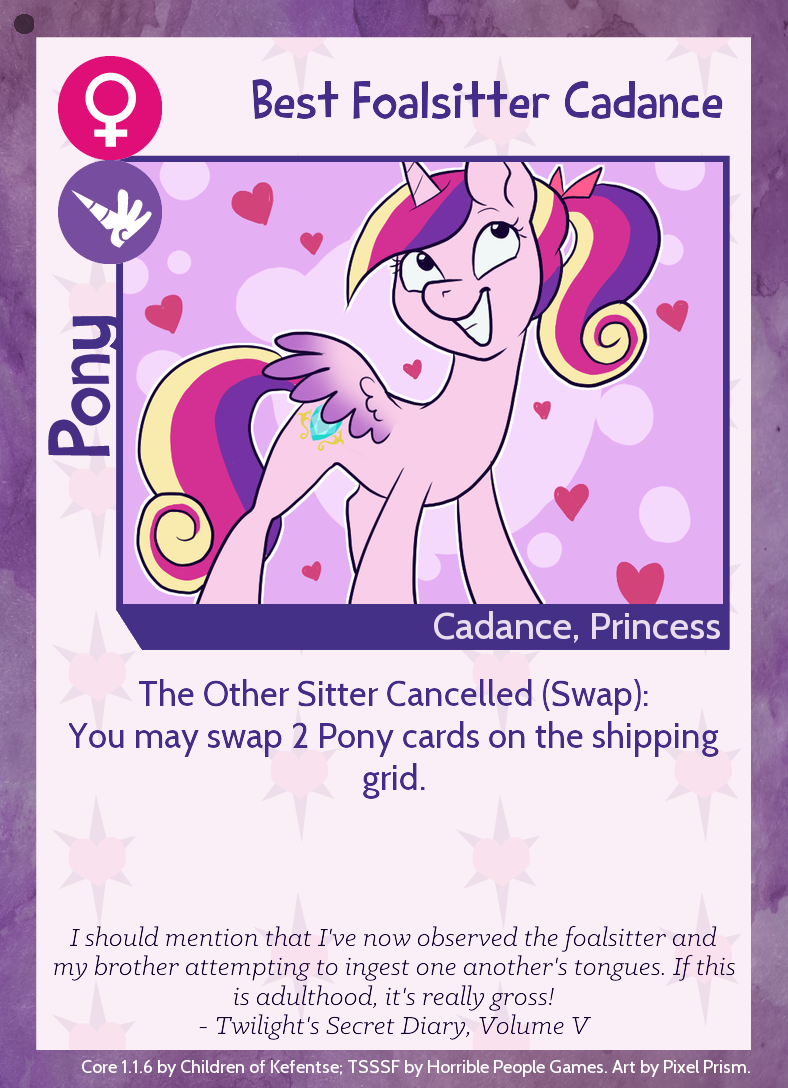 Best Foalsitter Cadance
Pony
Cadance, Princess
The Other Sitter Cancelled (Swap):
You may swap 2 Pony cards on the shipping
grid.
I should mention that I've now observed the foalsitter and
my brother attempting to ingest one another's tongues. If this
is adulthood, it's really gross!
- Twilight's Secret Diary, Volume V
Core 1.1.6 by Children of Kefentse; TSSSF by Horrible People Games. Art by Pixel Prism.